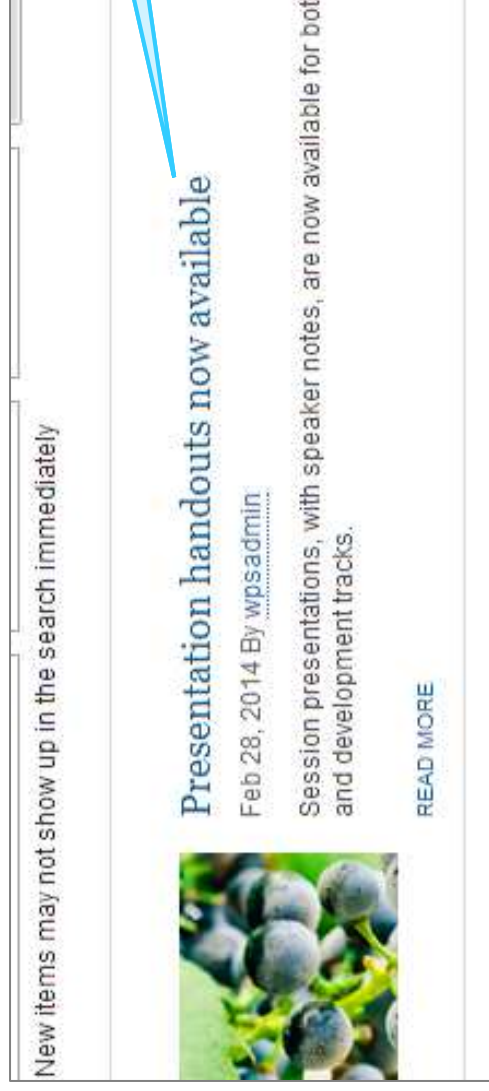 New items may not show up in the search immediately
Presentation handouts now available
Feb 28, 2014 By wpsadmin
Session presentations, with speaker notes, are now available for
and development tracks.
READ MORE